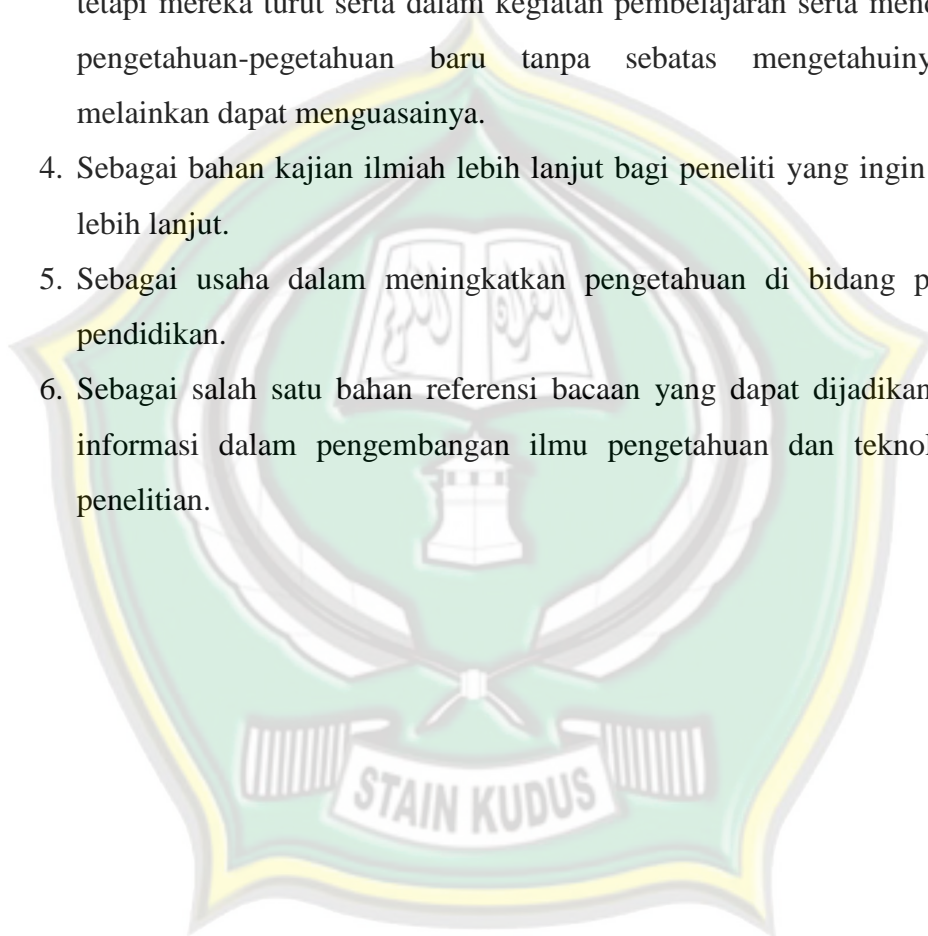 tetapi mereka turut serta dalam kegiatan pembelajaran serta
pengetahuan-pegetahuan baru tanpa sebatas
melainkan dapat menguasainya.
4. Sebagai bahan kajian ilmiah lebih lanjut bagi peneliti yang ingin
lebih lanjut.
5. Sebagai usaha dalam meningkatkan pengetahuan di bidang
pendidikan.
6. Sebagai salah satu bahan referensi bacaan yang dapat dijadikan
informasi dalam pengembangan ilmu pengetahuan dan
penelitian.
STAIN KUDUS